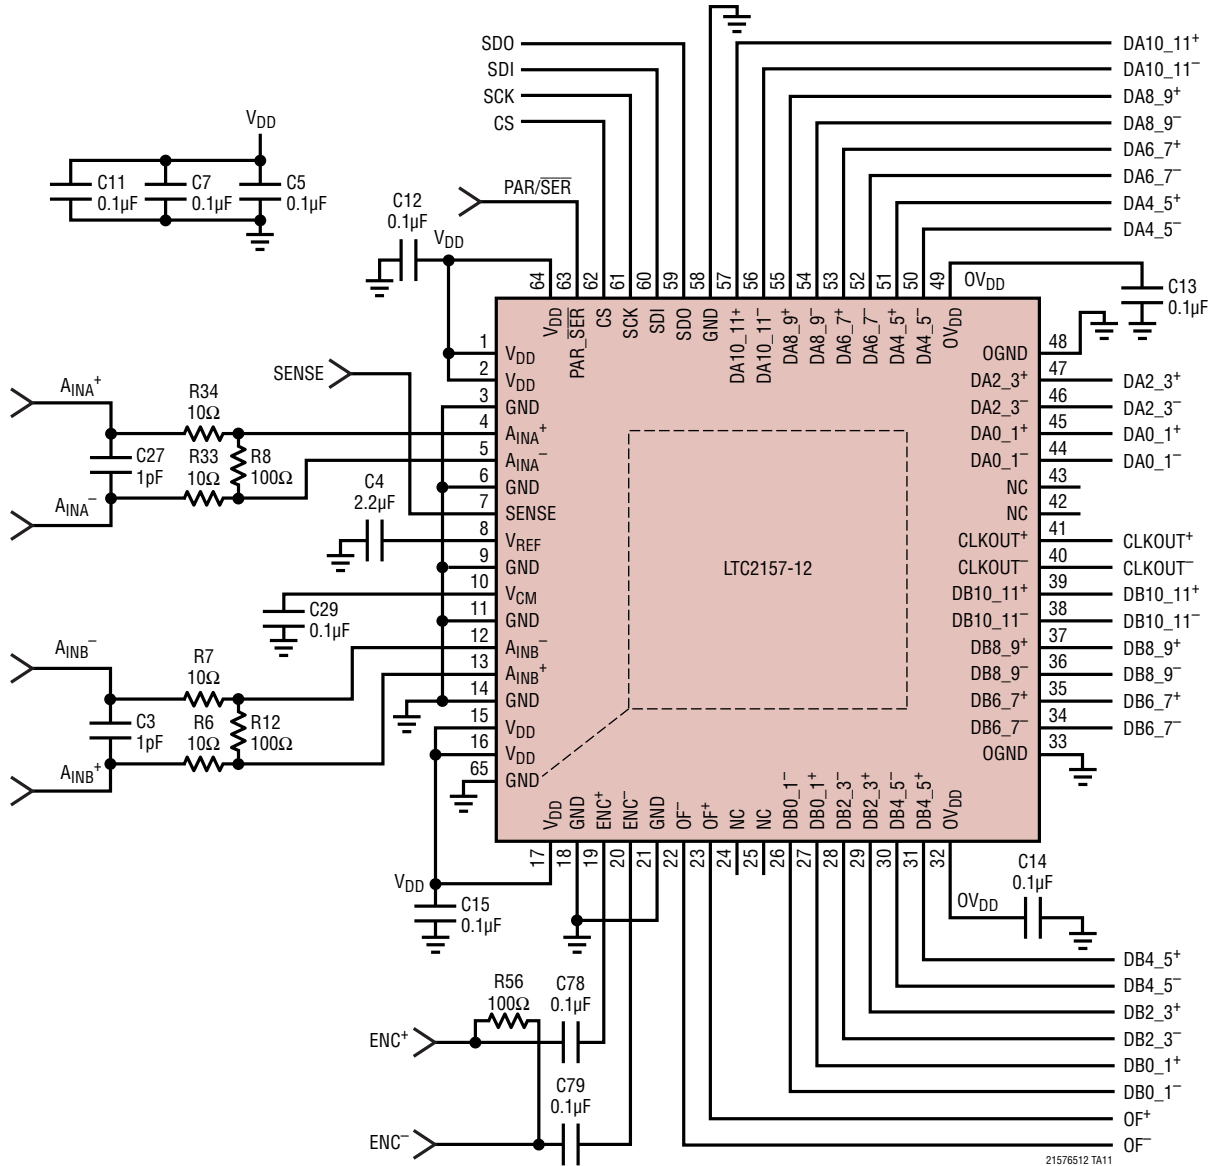 SDO
SDI
SCK
CS
DA10_11+
DA10_11–
DA8_9+
DA8_9–
DA6_7+
DA6_7–
DA4_5+
DA4_5–
VDD
C11
0.1µF
C7
0.1µF
C5
0.1µF
PAR/SER
C12
0.1µF
VDD
64
63
62
61
60
59
58
57
56
55
54
53
52
51
50
49
OVDD
C13
0.1µF
VDD
PAR_SER
CS
SCK
SDI
SDO
GND
DA10_11+
DA10_11–
DA8_9+
DA8_9–
DA6_7+
DA6_7–
DA4_5+
DA4_5–
OVDD
SENSE
AINA+
R34
10Ω
C27
1pF
R33
10Ω
R8
100Ω
AINA–
C4
2.2µF
C29
0.1µF
AINB–
R7
10Ω
C3
1pF
R6
10Ω
R12
100Ω
AINB+
1 VDD
2 VDD
3 GND
4 AINA+
5 AINA–
6 GND
7 SENSE
8 VREF
9 GND
10 VCM
11 GND
12 AINB–
13 AINB+
14 GND
15 VDD
16 VDD
65 GND
LTC2157-12
OGND 48
DA2_3+ 47 DA2_3+
DA2_3– 46 DA2_3–
DA0_1+ 45 DA0_1+
DA0_1– 44 DA0_1–
NC 43
NC 42
CLKOUT+ 41 CLKOUT+
CLKOUT– 40 CLKOUT–
DB10_11+ 39 DB10_11+
DB10_11– 38 DB10_11–
DB8_9+ 37 DB8_9+
DB8_9– 36 DB8_9–
DB6_7+ 35 DB6_7+
DB6_7– 34 DB6_7–
OGND 33
VDD
GND
ENC+
ENC–
GND
OF–
OF+
NC
NC
DB0_1–
DB0_1+
DB2_3–
DB2_3+
DB4_5–
DB4_5+
OVDD
17
18
19
20
21
22
23
24
25
26
27
28
29
30
31
32
VDD
C15
0.1µF
OVDD
C14
0.1µF
R56
100Ω
C78
0.1µF
ENC+
C79
0.1µF
ENC–
DB4_5+
DB4_5–
DB2_3+
DB2_3–
DB0_1+
DB0_1–
OF+
OF–
21576512 TA11